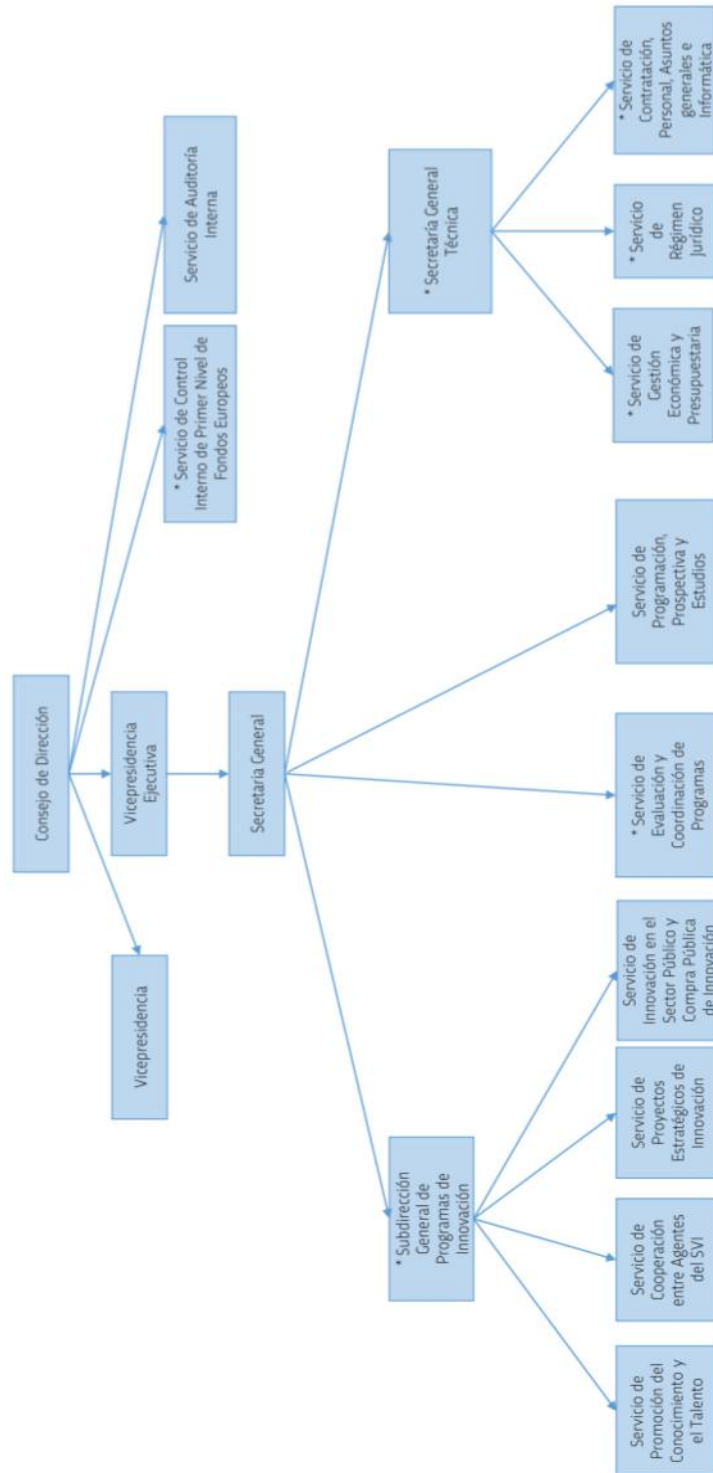 Consejo de Dirección
Vicepresidencia
Vicepresidencia
Ejecutiva
* Servicio de Control
Interno de Primer Nivel de
Fondos Europeos
Servicio de Auditoría
Interna
Secretaría General
* Subdirección
General de
Programas de
Innovación
* Secretaría General
Técnica
Servicio de
Promoción del
Conocimiento y
el Talento
Servicio de
Cooperación
entre Agentes
del SVI
Servicio de
Proyectos
Estratégicos de
Innovación
Servicio de
Innovación en el
Sector Público y
Compra Pública
de Innovación
* Servicio de
Evaluación y
Coordinación de
Programas
Servicio de
Programación,
Prospectiva y
Estudios
* Servicio de
Gestión
Económica y
Presupuestaria
* Servicio
de
Régimen
Jurídico
* Servicio de
Contratación,
Personal, Asuntos
generales e
Informática